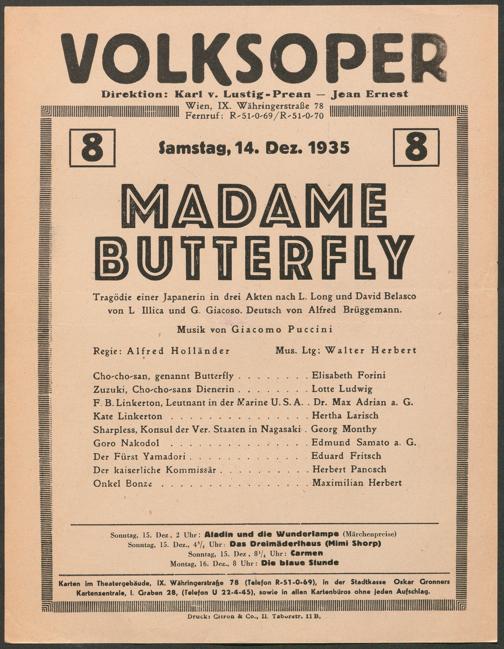 VOLKSOPER
Direktion: Karl v. Lustig-Prean — Jean Ernest
Wien, IX. Währingerstraße 78
Fernruf: R-51-0-69/R-51-0-70
8 Samstag, 14. Dez. 1935 8
MADAME
BUTTERFLY
Tragödie einer Japanerin in drei Akten nach L. Long und David Belasco
von L. Illica und G. Giacoso. Deutsch von Alfred Brüggemann.
Musik von Giacomo Puccini
Regie: Alfred Holländer Mus. Ltg: Walter Herbert
Cho-cho-san, genannt Butterfly . . . . . . . . Elisabeth Forini
Zuzuki, Cho-cho-sans Dienerin . . . . . . . . Lotte Ludwig
F. B. Linkerton, Leutnant in der Marine U.S.A. . Dr. Max Adrian a. G.
Kate Linkerton . . . . . . . . . . . . . . Hertha Larisch
Sharpless, Konsul der Ver. Staaten in Nagasaki . Georg Monthy
Goro Nakodol . . . . . . . . . . . . . . Edmund Samato a. G.
Der Fürst Yamadori . . . . . . . . . . . . Eduard Fritsch
Der kaiserliche Kommissär . . . . . . . . . Herbert Panosch
Onkel Bonze . . . . . . . . . . . . . . . Maximilian Herbert
Sonntag, 15. Dez., 2 Uhr: Aladin und die Wunderlampe (Märchenpreise)
Sonntag, 15. Dez., Uhr: Das Dreimäderlhaus (Mimi Shorp)
Sonntag, 15. Dez., 8¼ Uhr: Carmen
Montag, 16. Dez., 8 Uhr: Die blaue Stunde
Karten im Theatergebäude, IX. Währingerstraße 78 (Telefon R-51-0-69), in der Stadtkasse Oskar Gronners
Kartenzentrale, I. Graben 28, (Telefon U 22-4-45), sowie in allen Kartenbüros ohne jeden Aufschlag.
Druck: Citron & Co., II. Taborstr. 11B.